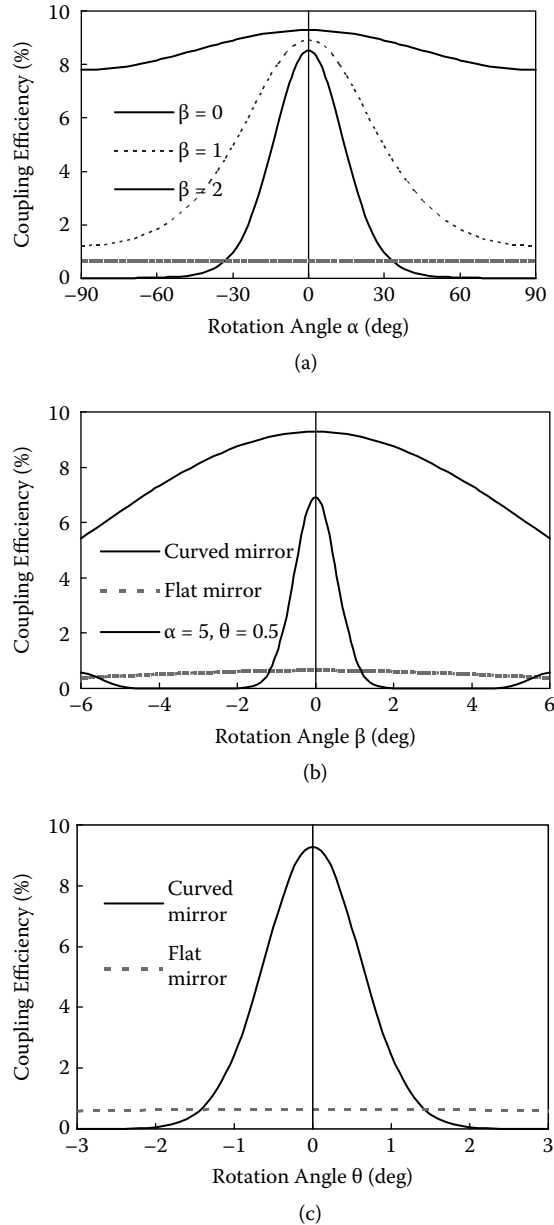 10
8
6
4
2
0
Coupling Efficiency (%)
β = 0
β = 1
β = 2
−90
−60
−30
0
30
60
90
Rotation Angle α (deg)
(a)
10
8
6
4
2
0
Coupling Efficiency (%)
Curved mirror
Flat mirror
α = 5, θ = 0.5
−6
−4
−2
0
2
4
6
Rotation Angle β (deg)
(b)
10
8
6
4
2
0
Coupling Efficiency (%)
Curved
mirror
Flat
mirror
−3
−2
−1
0
1
2
3
Rotation Angle θ (deg)
(c)